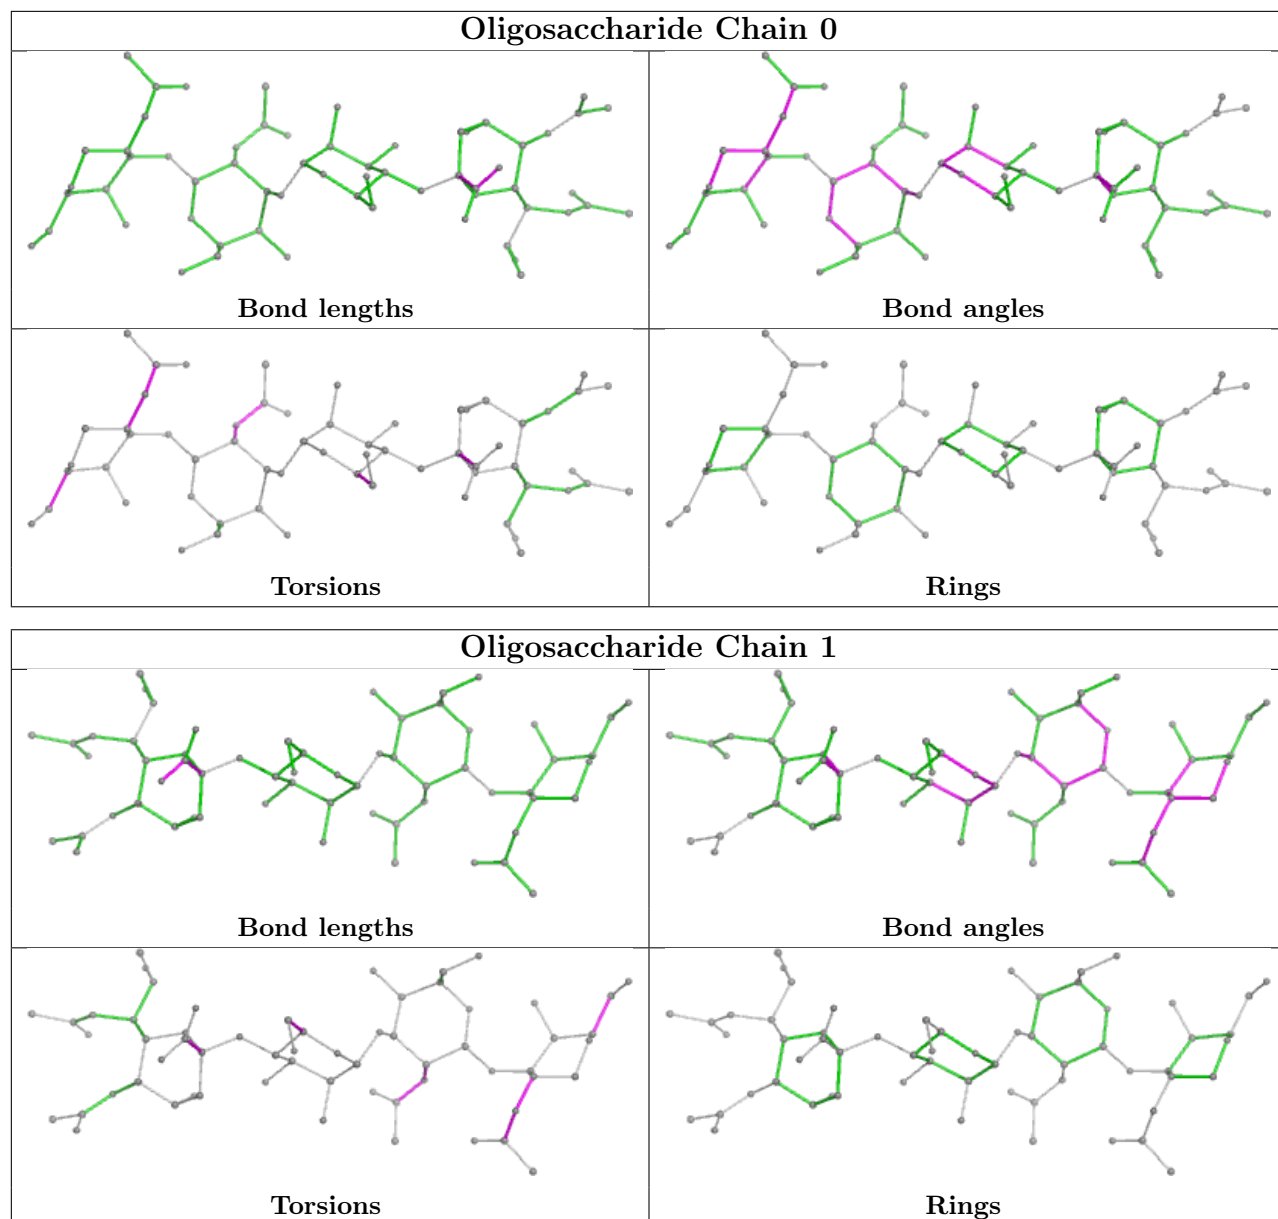 Oligosaccharide Chain 0
Bond lengths
Bond angles
Torsions
Rings
Oligosaccharide Chain 1
Bond lengths
Bond angles
Torsions
Rings